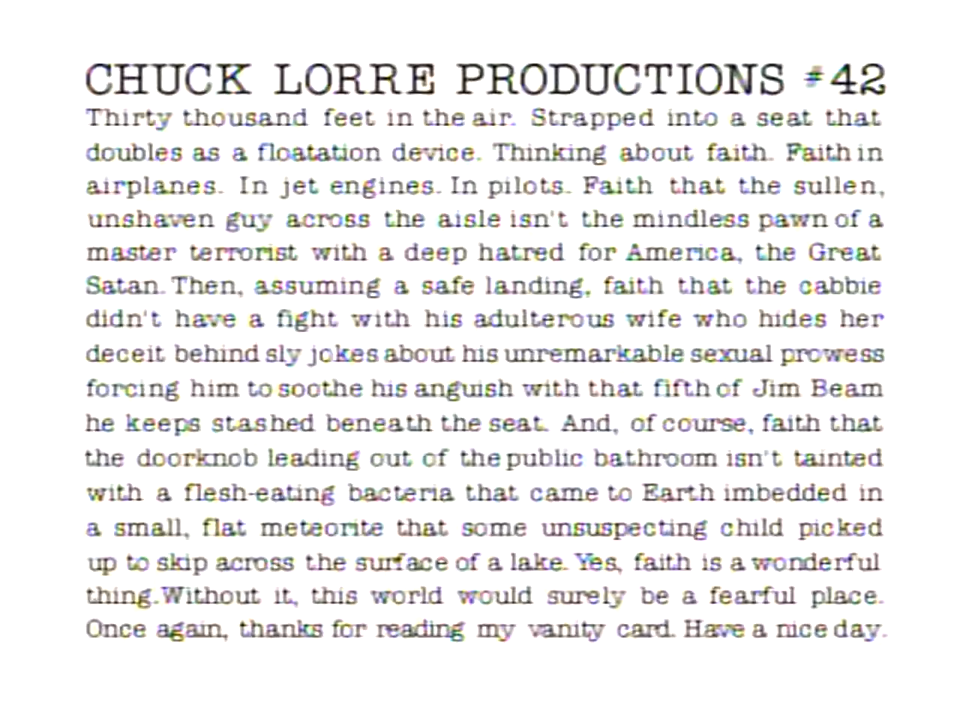 CHUCK LORRE PRODUCTIONS #42
Thirty thousand feet in the air. Strapped into a seat that
doubles as a floatation device. Thinking about faith. Faith in
airplanes. In jet engines. In pilots. Faith that the sullen,
unshaven guy across the aisle isn't the mindless pawn of a
master terrorist with a deep hatred for America, the Great
Satan. Then, assuming a safe landing, faith that the cabbie
didn't have a fight with his adulterous wife who hides her
deceit behind sly jokes about his unremarkable sexual prowess
forcing him to soothe his anguish with that fifth of Jim Beam
he keeps stashed beneath the seat. And, of course, faith that
the doorknob leading out of the public bathroom isn't tainted
with a flesh-eating bacteria that came to Earth imbedded in
a small, flat meteorite that some unsuspecting child picked
up to skip across the surface of a lake. Yes, faith is a wonderful
thing. Without it, this world would surely be a fearful place.
Once again, thanks for reading my vanity card. Have a nice day.